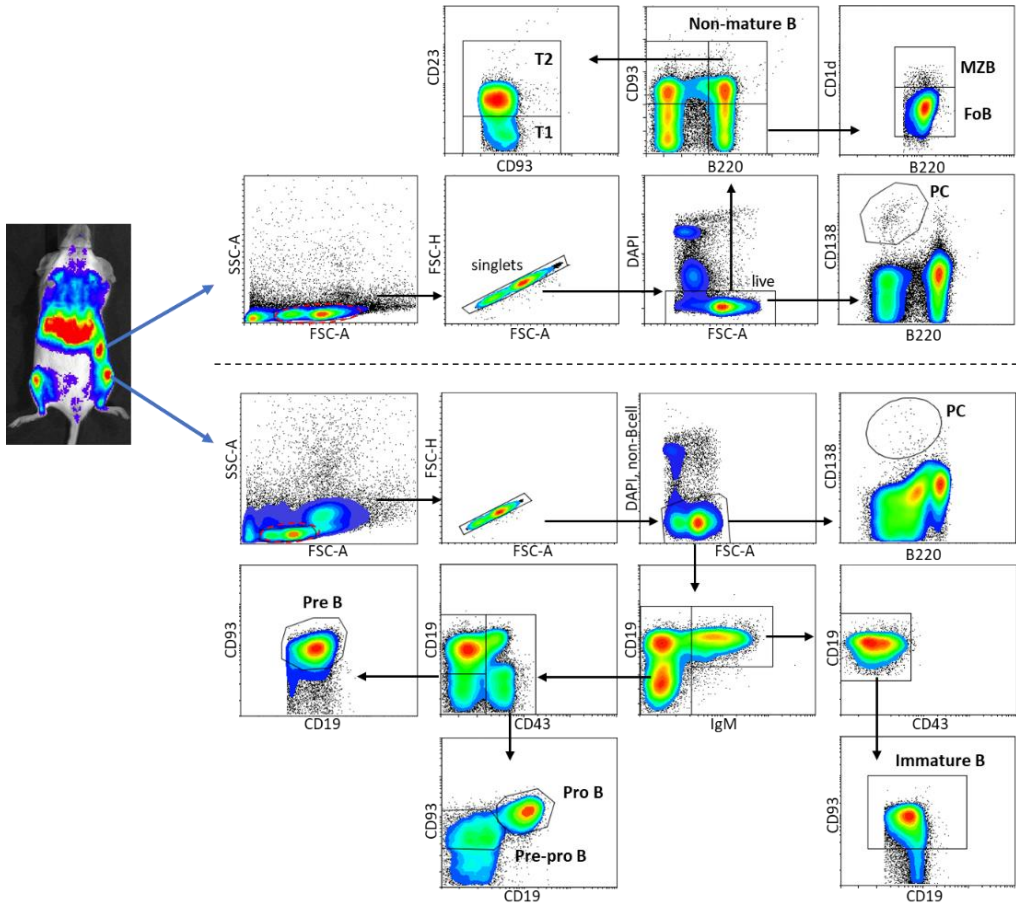 CD23
T2
T1
CD93
Non-mature B
CD93
B220
CD1d
MZB
FoB
B220
SSC-A
FSC-A
FSC-H
singlets
FSC-A
DAPI
live
FSC-A
CD138
PC
B220
SSC-A
FSC-A
FSC-H
FSC-A
DAPI, non-Bcell
FSC-A
CD138
PC
B220
Pre B
CD93
CD19
CD19
CD43
CD19
IgM
CD19
CD43
CD93
Pro B
Pre-pro B
CD19
Immature B
CD93
CD19